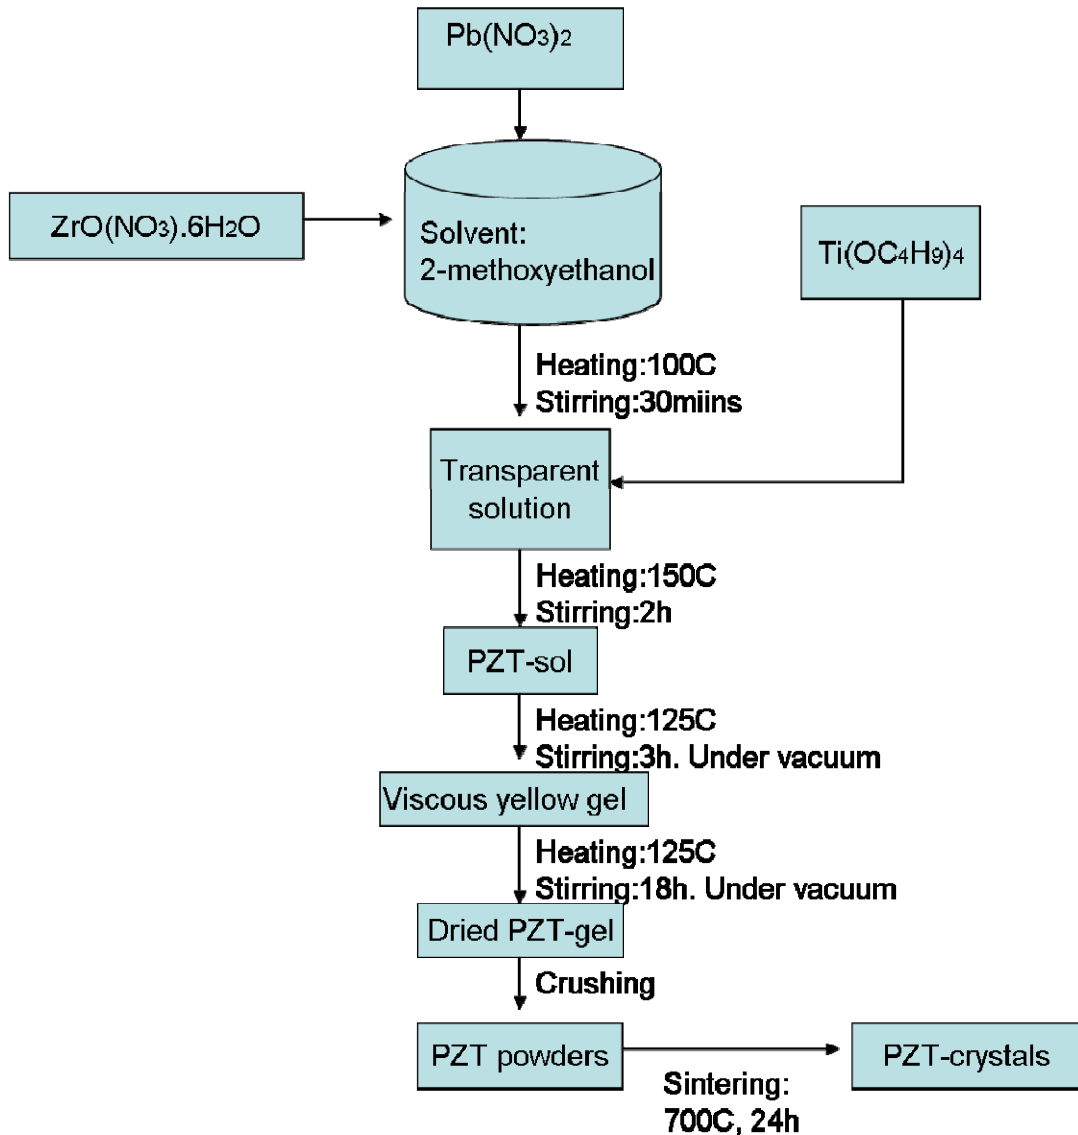 Pb(NO3)2
ZrO(NO3).6H2O
Solvent:
2-methoxyethanol
Ti(OC4H9)4
Heating:100C
Stirring:30miins
Transparent
solution
Heating:150C
Stirring:2h
PZT-sol
Heating:125C
Stirring:3h. Under vacuum
Viscous yellow gel
Heating:125C
Stirring:18h. Under vacuum
Dried PZT-gel
Crushing
PZT powders
PZT-crystals
Sintering:
700C, 24h